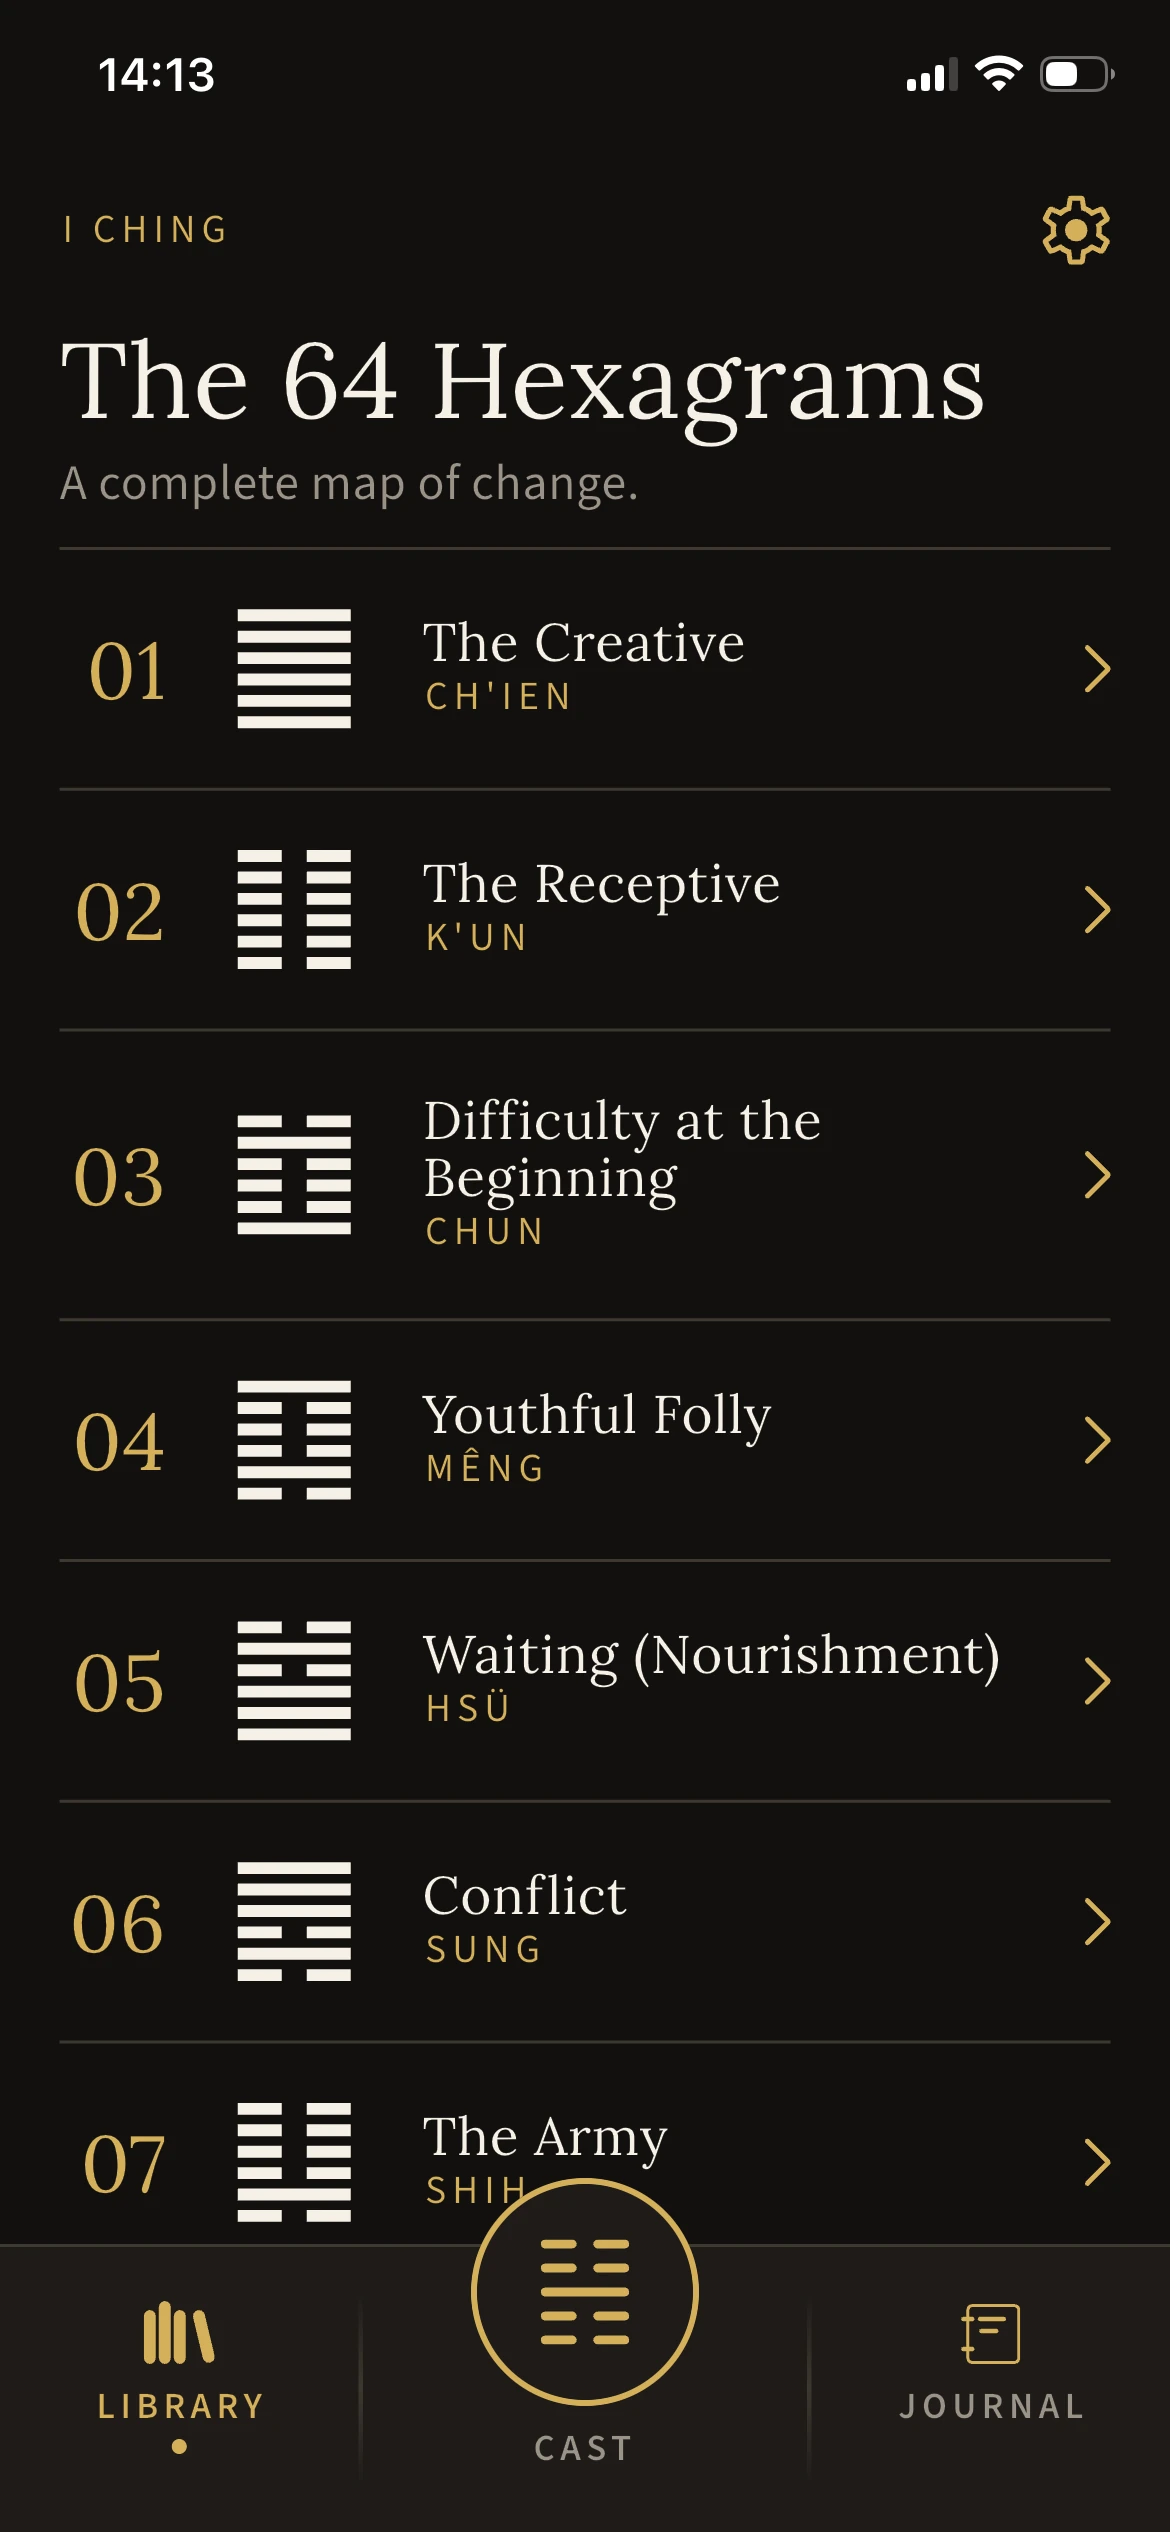 14:13
I CHING
The 64 Hexagrams
A complete map of change.
01
The Creative
CH'IEN
02
The Receptive
K'UN
03
Difficulty at the
Beginning
CHUN
04
Youthful Folly
MÊNG
05
Waiting (Nourishment)
HSÜ
06
Conflict
SUNG
07
The Army
SHIH
LIBRARY
CAST
JOURNAL